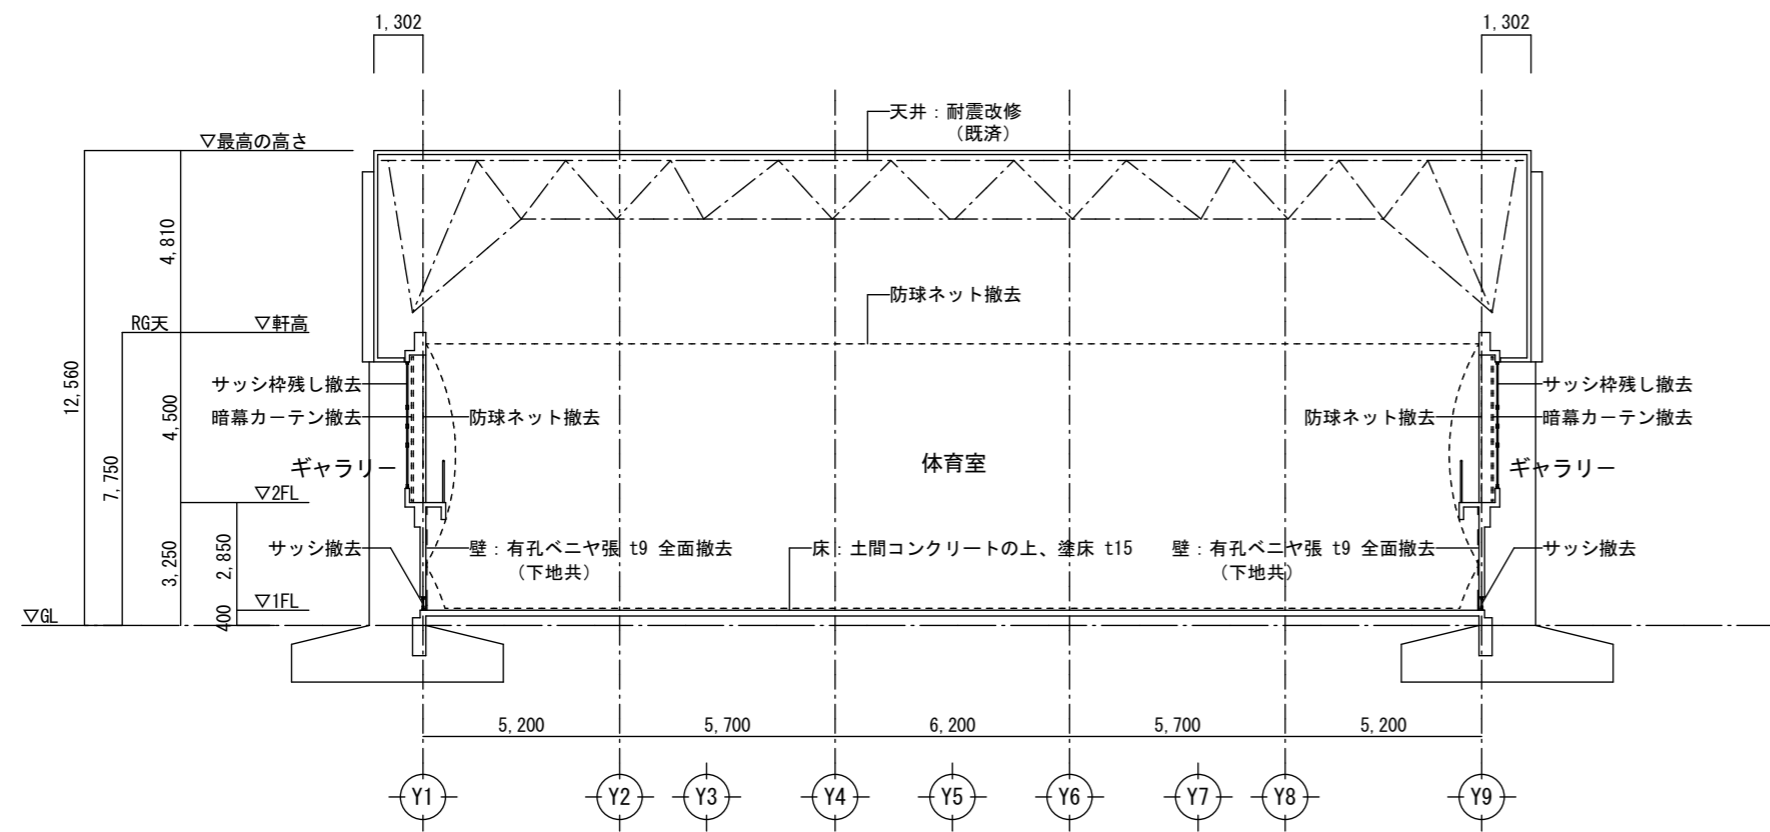 1,302
1,302
天井：耐震改修
（既済）
▽最高の高さ
4,810
防球ネット撤去
RG天
▽軒高
12,560
サッシ枠残し撤去
サッシ枠残し撤去
4,500
暗幕カーテン撤去
防球ネット撤去
防球ネット撤去
暗幕カーテン撤去
7,750
ギャラリー
体育室
ギャラリー
▽2FL
3,250
2,850
サッシ撤去
壁：有孔ベニヤ張 t9 全面撤去
（下地共）
床：土間コンクリートの上、塗床 t15
壁：有孔ベニヤ張 t9 全面撤去
（下地共）
サッシ撤去
▽1FL
400
▽GL
5,200
5,700
6,200
5,700
5,200
Y1
Y2
Y3
Y4
Y5
Y6
Y7
Y8
Y9